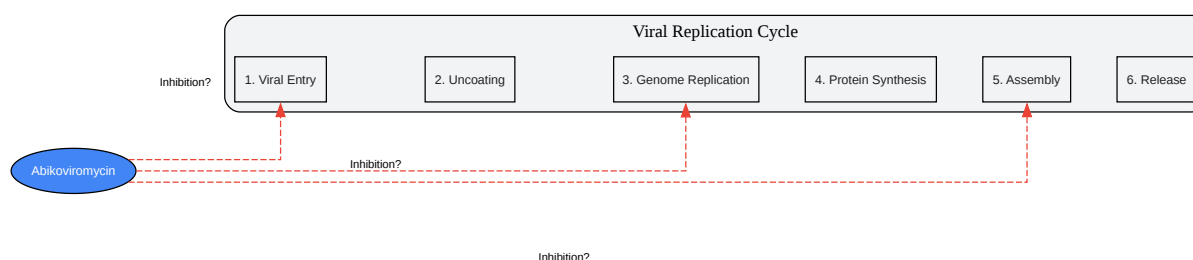 Viral Replication Cycle
Inhibition?
1. Viral Entry
2. Uncoating
3. Genome Replication
4. Protein Synthesis
5. Assembly
6. Release
Abikoviromycin
Inhibition?
Inhibition?